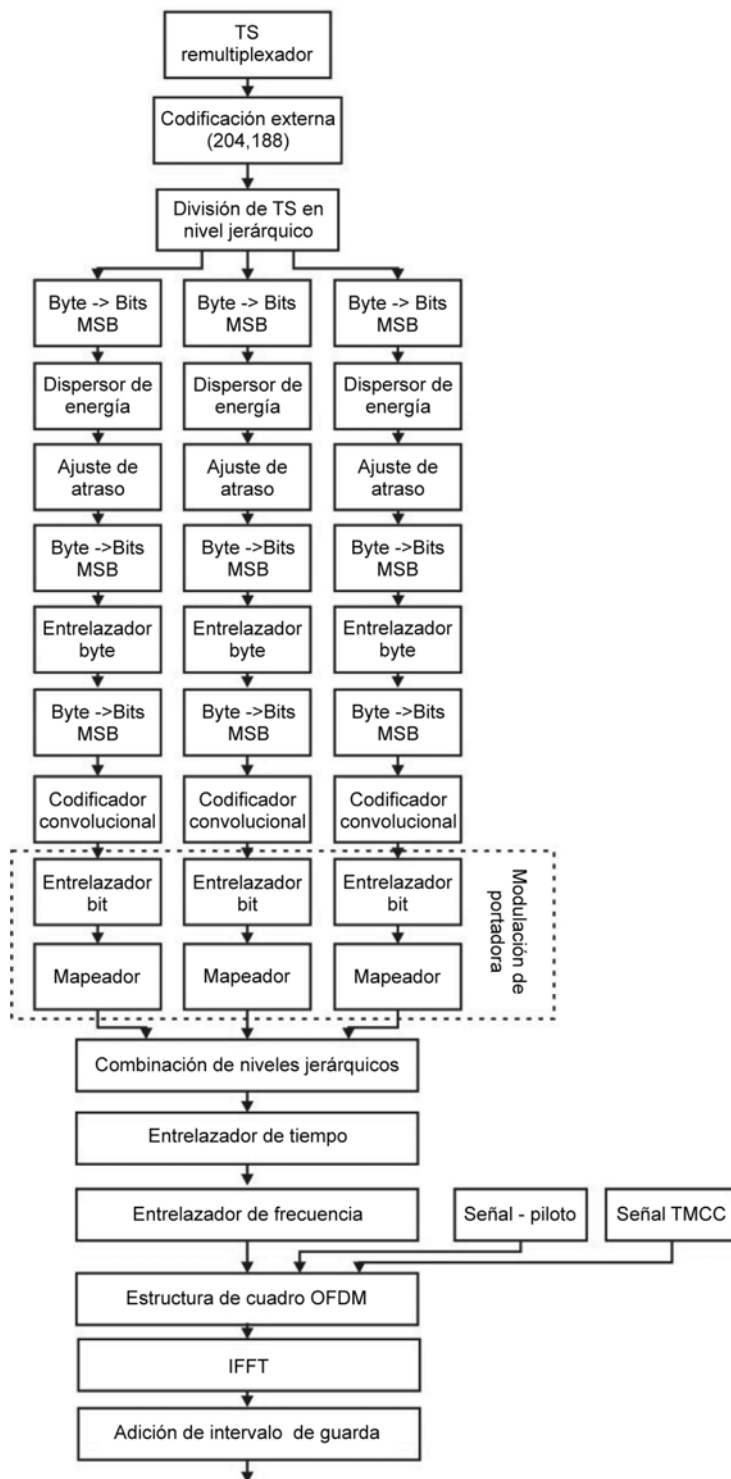 TS
remultiplexador
Codificación externa
(204,188)
División de TS en
nivel jerárquico
Byte -> Bits
MSB
Byte -> Bits
MSB
Byte -> Bits
MSB
Dispersor de
energía
Dispersor de
energía
Dispersor de
energía
Ajuste de
atraso
Ajuste de
atraso
Ajuste de
atraso
Byte ->Bits
MSB
Byte ->Bits
MSB
Byte ->Bits
MSB
Entrelazador
byte
Entrelazador
byte
Entrelazador
byte
Byte ->Bits
MSB
Byte ->Bits
MSB
Byte ->Bits
MSB
Codificador
convolucional
Codificador
convolucional
Codificador
convolucional
Entrelazador
bit
Entrelazador
bit
Entrelazador
bit
Modulación de
portadora
Mapeador
Mapeador
Mapeador
Combinación de niveles jerárquicos
Entrelazador de tiempo
Entrelazador de frecuencia
Señal - piloto
Señal TMCC
Estructura de cuadro OFDM
IFFT
Adición de intervalo de guarda